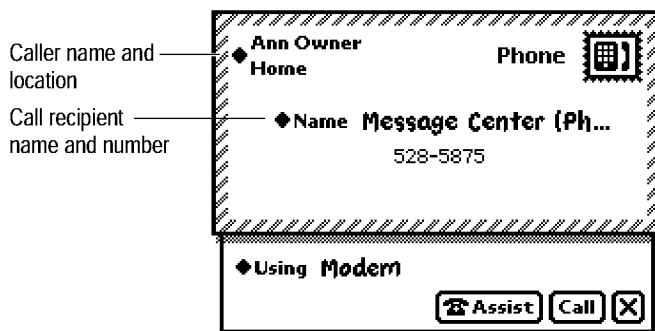 Caller name and
location
Call recipient
name and number
Ann Owner
Home
Phone
Name Message Center (Ph...
528-5875
Using Modem
Assist Call X